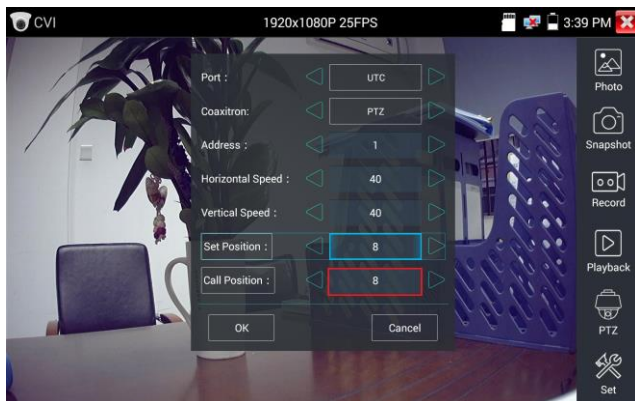 CVI 1920x1080P 25FPS 3:39 PM
Port : UTC
Coaxitron: PTZ
Address : 1
Horizontal Speed : 40
Vertical Speed : 40
Set Position : 8
Call Position : 8
OK Cancel
Photo
Snapshot
Record
Playback
PTZ
Set